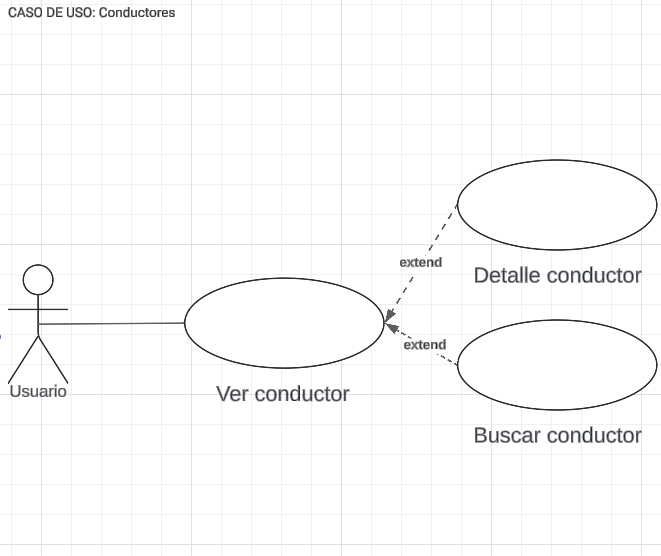 CASO DE USO: Conductores
extend
Detalle conductor
extend
Usuario
Ver conductor
Buscar conductor